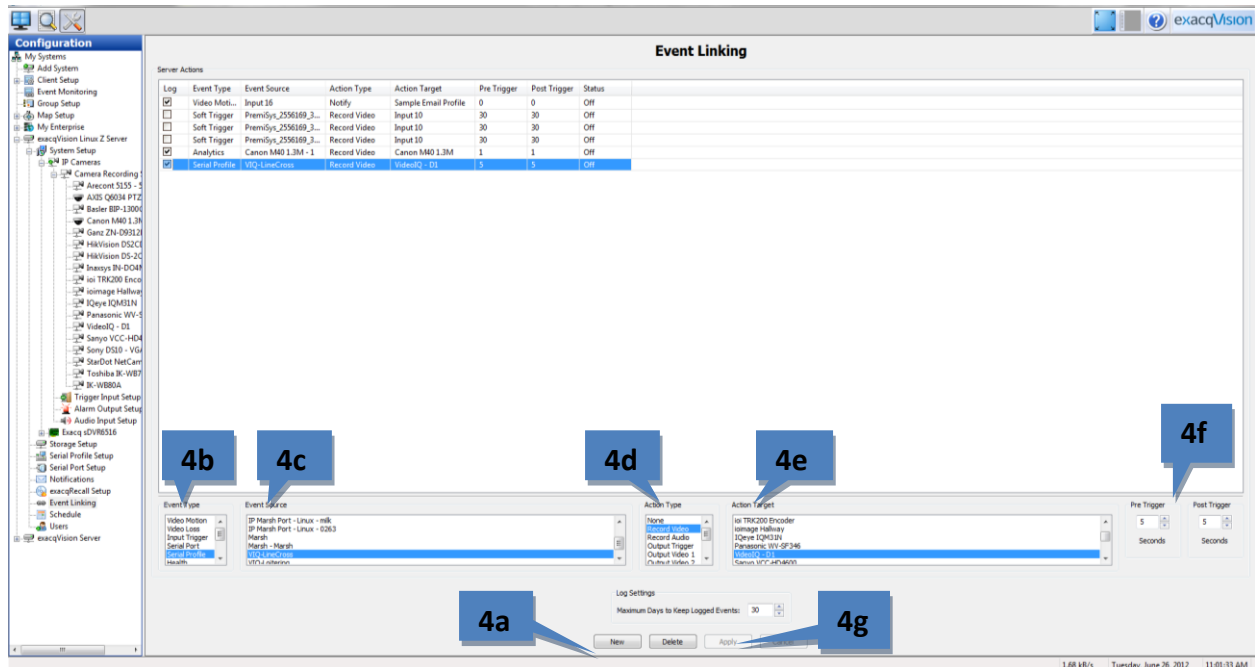 exacqVision
Configuration
My Systems
Add System
Client Setup
Event Monitoring
Group Setup
Map Setup
My Enterprise
exacqVision Linux Z Server
System Setup
IP Cameras
Camera Recording
Arecont 5155 - 5
AXIS Q6034 PTZ
Basler BIP-1300C
Canon M40 1.3M
Ganz ZN-D9312
HikVision DS2CI
HikVision DS-2C
Inaxsys IN-DO4
ioi TRK200 Enco
ioimage Hallway
IQeye IQM31N
Panasonic WV-S
VideoIQ - D1
Sanyo VCC-HD4
Sony DS10 - VGA
StarDot NetCam
Toshiba IK-WB7
IK-WB80A
Trigger Input Setup
Alarm Output Setup
Audio Input Setup
Exacq sDVR6516
Storage Setup
Serial Profile Setup
Serial Port Setup
Notifications
exacqRecall Setup
Event Linking
Schedule
Users
exacqVision Server
Event Linking
Server Actions
Log Event Type Event Source Action Type Action Target Pre Trigger Post Trigger Status
Video Moti... Input 16 Notify Sample Email Profile 0 0 Off
Soft Trigger PremiSys_2556169_3... Record Video Input 10 30 30 Off
Soft Trigger PremiSys_2556169_3... Record Video Input 10 30 30 Off
Soft Trigger PremiSys_2556169_3... Record Video Input 10 30 30 Off
Analytics Canon M40 1.3M - 1 Record Video Canon M40 1.3M 1 1 Off
Serial Profile VIQ-LineCross Record Video VideoIQ - D1 5 5 Off
4b 4c 4d 4e 4f
Event Type
Video Motion
Video Loss
Input Trigger
Serial Port
Serial Profile
Health
Event Source
IP Marsh Port - Linux - milk
IP Marsh Port - Linux - 0263
Marsh
Marsh - Marsh
VIQ-LineCross
VIQ-Loitering
Action Type
None
Record Video
Record Audio
Output Trigger
Output Video 1
Output Video 2
Action Target
ioi TRK200 Encoder
ioimage Hallway
IQeye IQM31N
Panasonic WV-SF346
VideoIQ - D1
Sanyo VCC-HD4600
Pre Trigger
5
Seconds
Post Trigger
5
Seconds
Log Settings
Maximum Days to Keep Logged Events: 30
4a 4g
New Delete Apply
1.68 kB/s Tuesday, June 26, 2012 11:01:33 AM